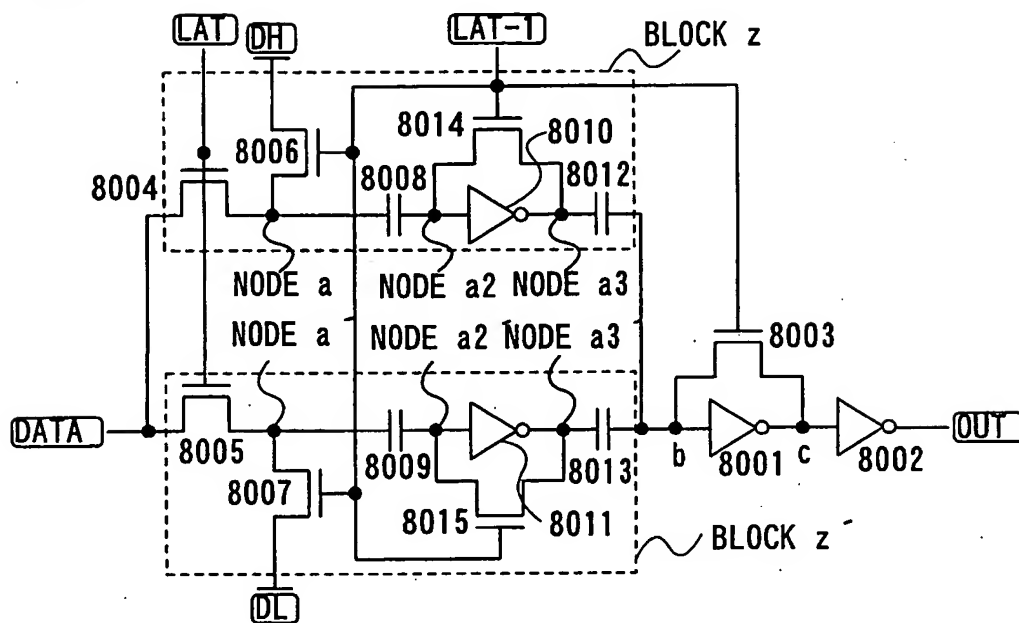 LAT
DH
LAT-1
BLOCK z
8014
8010
8006
8008
8012
8004
NODE a
NODE a2
NODE a3
NODE a'
NODE a2'
NODE a3'
8003
DATA
OUT
8005
8009
8013
b
8001
c
8002
8007
8015
8011
BLOCK z'
DL